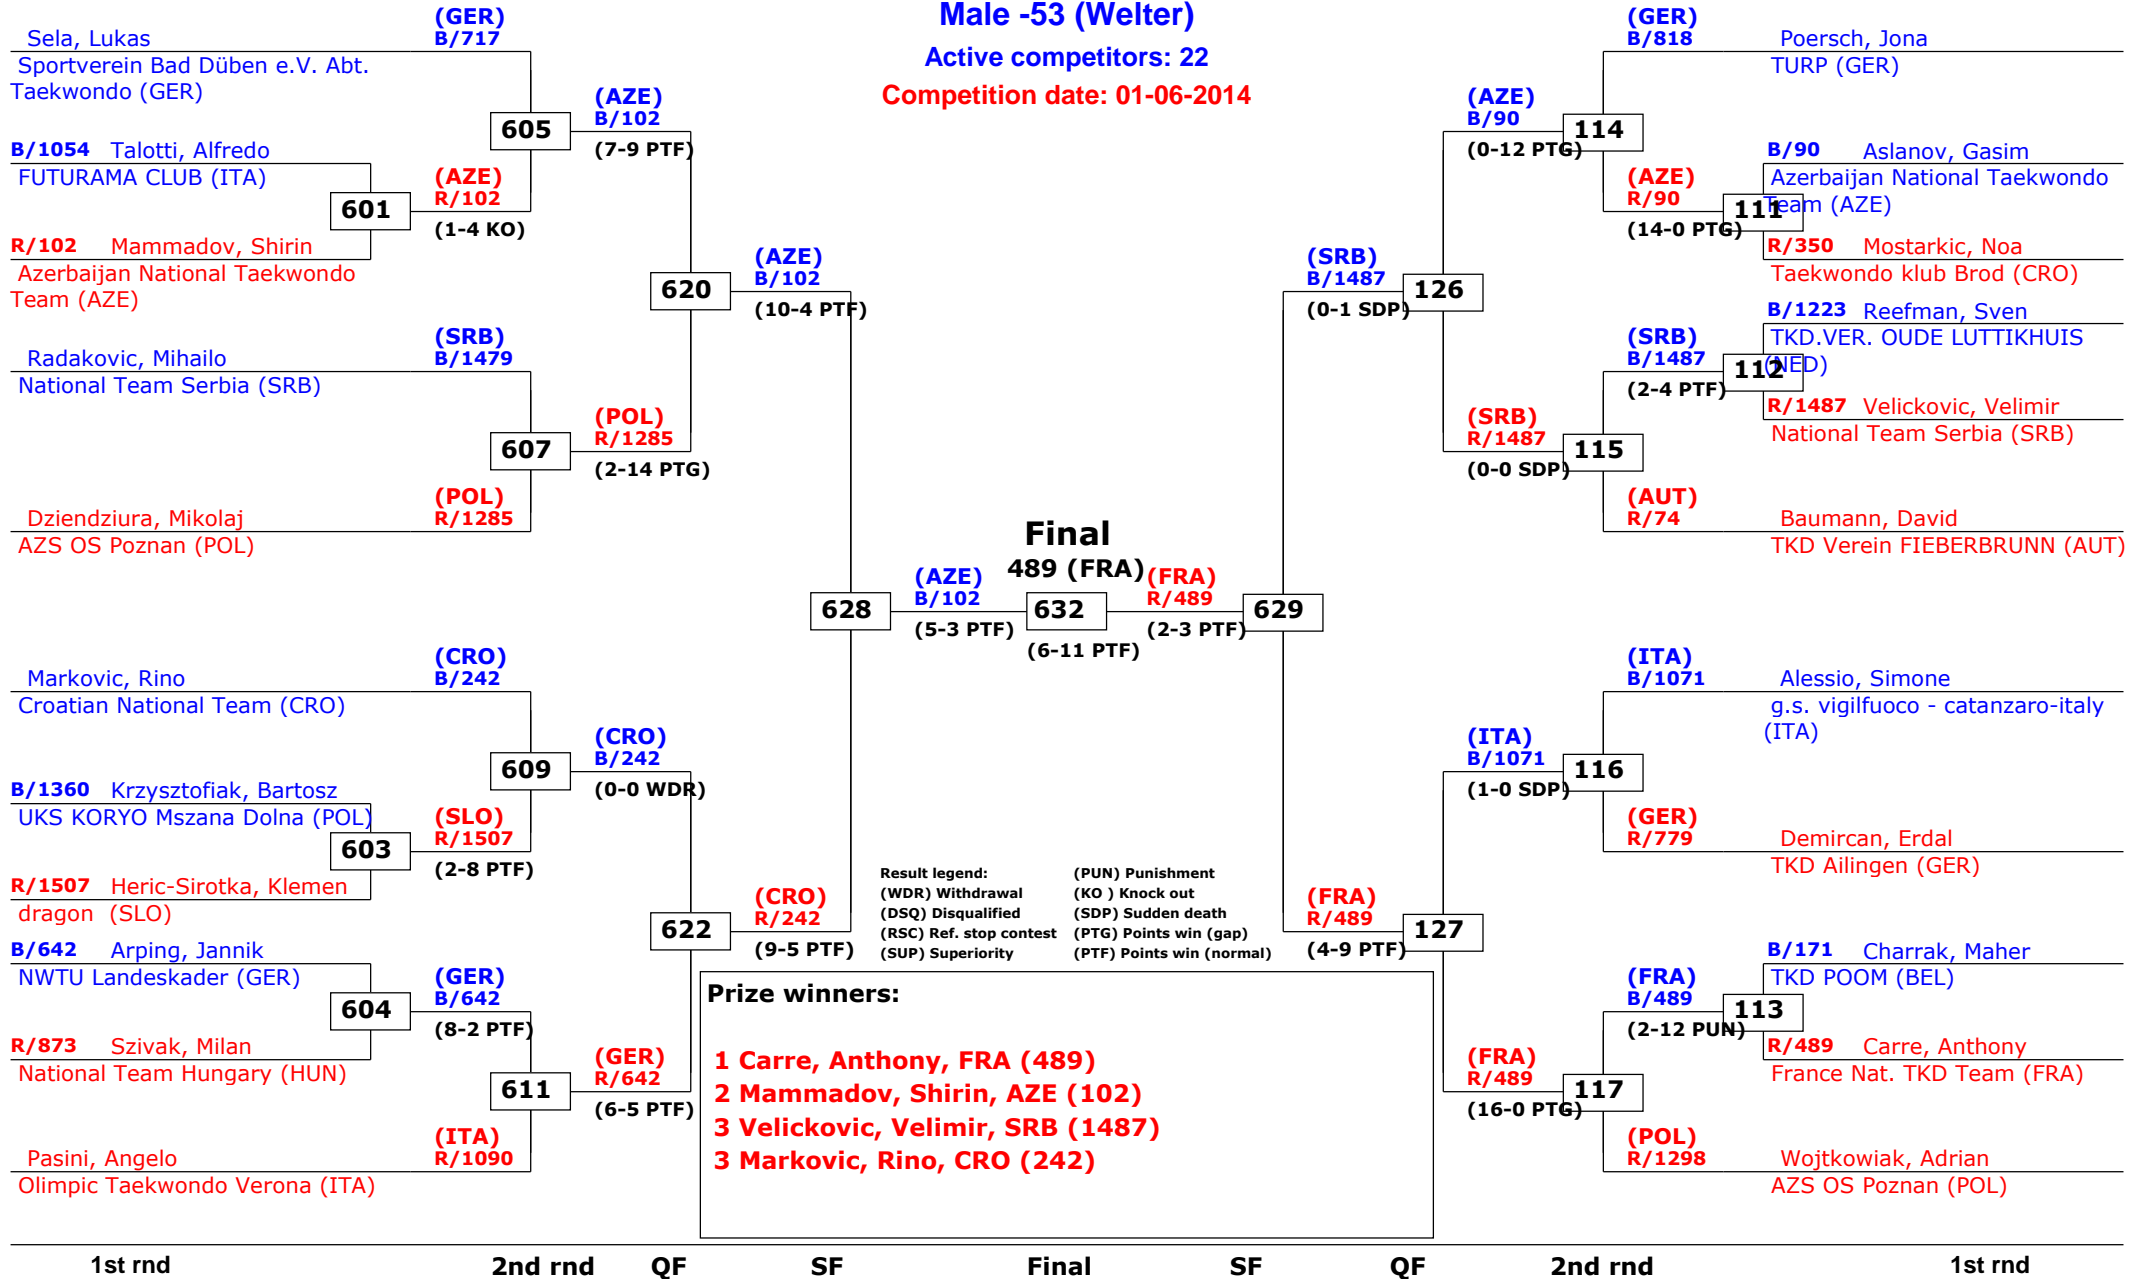 Male -53 (Welter)
Active competitors: 22
Competition date: 01-06-2014
(GER)
B/717
Sela, Lukas
Sportverein Bad Düben e.V. Abt.
Taekwondo (GER)
605
(AZE)
B/102
(7-9 PTF)
B/1054 Talotti, Alfredo
FUTURAMA CLUB (ITA)
601
(AZE)
R/102
(1-4 KO)
R/102 Mammadov, Shirin
Azerbaijan National Taekwondo
Team (AZE)
620
(AZE)
B/102
(10-4 PTF)
(SRB)
B/1479
Radakovic, Mihailo
National Team Serbia (SRB)
607
(POL)
R/1285
(2-14 PTG)
(POL)
R/1285
Dziendziura, Mikolaj
AZS OS Poznan (POL)
628
(AZE)
B/102
(5-3 PTF)
Final
489 (FRA)
632
(6-11 PTF)
(FRA)
R/489
(2-3 PTF)
629
(CRO)
B/242
Markovic, Rino
Croatian National Team (CRO)
609
(CRO)
B/242
(0-0 WDR)
B/1360 Krzysztofiak, Bartosz
UKS KORYO Mszana Dolna (POL)
603
(SLO)
R/1507
(2-8 PTF)
R/1507 Heric-Sirotka, Klemen
dragon (SLO)
622
(CRO)
R/242
(9-5 PTF)
B/642 Arping, Jannik
NWTU Landeskader (GER)
604
(GER)
B/642
(8-2 PTF)
R/873 Szivak, Milan
National Team Hungary (HUN)
611
(GER)
R/642
(6-5 PTF)
(ITA)
R/1090
Pasini, Angelo
Olimpic Taekwondo Verona (ITA)
(GER)
B/818
Poersch, Jona
TURP (GER)
(AZE)
B/90
(0-12 PTG)
114
B/90 Aslanov, Gasim
Azerbaijan National Taekwondo
Team (AZE)
(AZE)
R/90
(14-0 PTG)
111
R/350 Mostarkic, Noa
Taekwondo klub Brod (CRO)
(SRB)
B/1487
(0-1 SDP)
126
B/1223 Reefman, Sven
TKD.VER. OUDE LUTTIKHUIS
(NED)
(SRB)
B/1487
(2-4 PTF)
112
R/1487 Velickovic, Velimir
National Team Serbia (SRB)
(SRB)
R/1487
(0-0 SDP)
115
(AUT)
R/74
Baumann, David
TKD Verein FIEBERBRUNN (AUT)
(ITA)
B/1071
Alessio, Simone
g.s. vigilfuoco - catanzaro-italy
(ITA)
(ITA)
B/1071
(1-0 SDP)
116
(GER)
R/779
Demircan, Erdal
TKD Ailingen (GER)
(FRA)
R/489
(4-9 PTF)
127
B/171 Charrak, Maher
TKD POOM (BEL)
(FRA)
B/489
(2-12 PUN)
113
R/489 Carre, Anthony
France Nat. TKD Team (FRA)
(FRA)
R/489
(16-0 PTG)
117
(POL)
R/1298
Wojtkowiak, Adrian
AZS OS Poznan (POL)
Result legend: (PUN) Punishment
(WDR) Withdrawal (KO ) Knock out
(DSQ) Disqualified (SDP) Sudden death
(RSC) Ref. stop contest (PTG) Points win (gap)
(SUP) Superiority (PTF) Points win (normal)
Prize winners:
1 Carre, Anthony, FRA (489)
2 Mammadov, Shirin, AZE (102)
3 Velickovic, Velimir, SRB (1487)
3 Markovic, Rino, CRO (242)
1st rnd 2nd rnd QF SF Final SF QF 2nd rnd 1st rnd